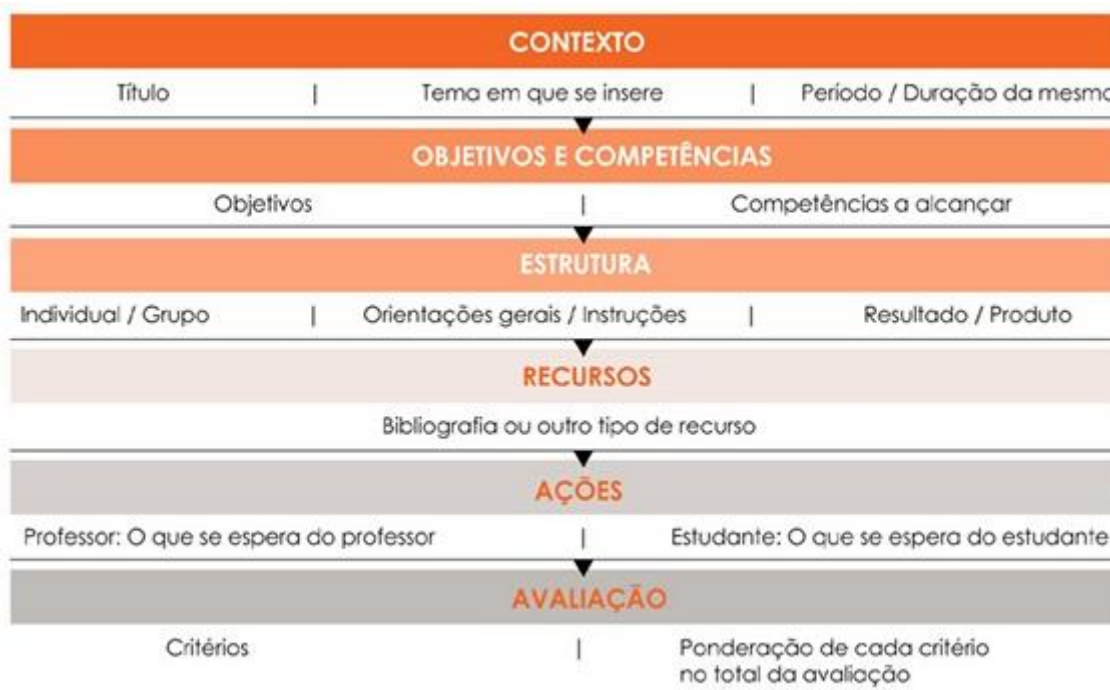 CONTEXTO
Título | Tema em que se insere | Período / Duração da mesma
OBJETIVOS E COMPETÊNCIAS
Objetivos | Competências a alcançar
ESTRUTURA
Individual / Grupo | Orientações gerais / Instruções | Resultado / Produto
RECURSOS
Bibliografia ou outro tipo de recurso
AÇÕES
Professor: O que se espera do professor | Estudante: O que se espera do estudante
AVALIAÇÃO
Critérios | Ponderação de cada critério
no total da avaliação